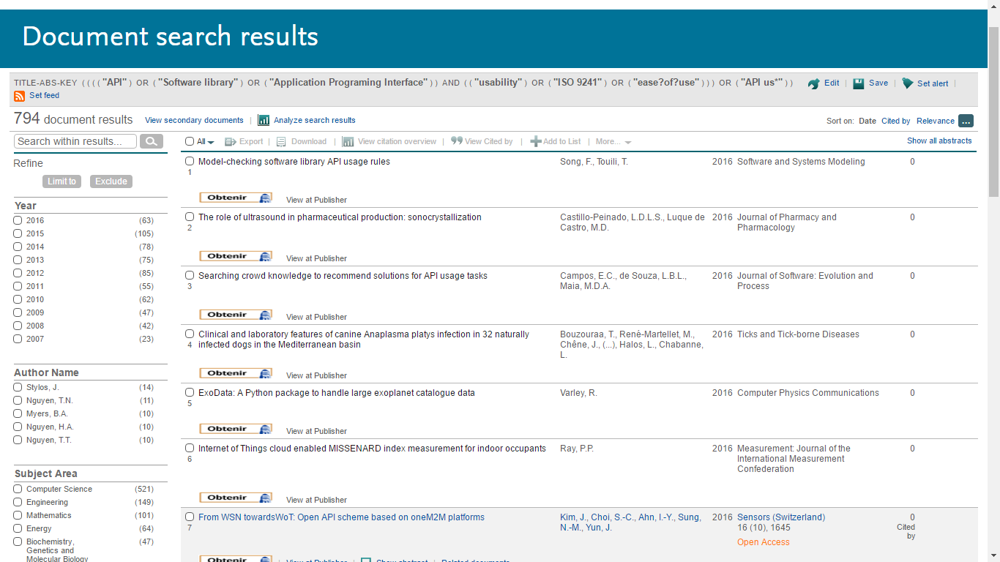 Document search results
TITLE-ABS-KEY ( ( ( ( "API" ) OR ( "Software library" ) OR ( "Application Programing Interface" ) ) AND ( ( "usability" ) OR ( "ISO 9241" ) OR ( "ease?of?use" ) ) ) OR ( "API us*" ) ) Edit | Save | Set alert |
Set feed
794 document results View secondary documents | Analyze search results Sort on: Date Cited by Relevance ...
Search within results...
All Export | Download | View citation overview | View Cited by | Add to List | More... Show all abstracts
Refine
Limit to Exclude
Year
2016 (63)
2015 (105)
2014 (78)
2013 (75)
2012 (85)
2011 (55)
2010 (62)
2009 (47)
2008 (42)
2007 (23)
Author Name
Stylos, J. (14)
Nguyen, T.N. (11)
Myers, B.A. (10)
Nguyen, H.A. (10)
Nguyen, T.T. (10)
Subject Area
Computer Science (521)
Engineering (149)
Mathematics (101)
Energy (64)
Biochemistry, (47)
Genetics and
Molecular Biology
Model-checking software library API usage rules Song, F., Touili, T. 2016 Software and Systems Modeling 0
1
Obtenir View at Publisher
The role of ultrasound in pharmaceutical production: sonocrystallization Castillo-Peinado, L.D.L.S., Luque de 2016 Journal of Pharmacy and 0
2 Castro, M.D. Pharmacology
Obtenir View at Publisher
Searching crowd knowledge to recommend solutions for API usage tasks Campos, E.C., de Souza, L.B.L., 2016 Journal of Software: Evolution and 0
3 Maia, M.D.A. Process
Obtenir View at Publisher
Clinical and laboratory features of canine Anaplasma platys infection in 32 naturally Bouzouraa, T., René-Martellet, M., 2016 Ticks and Tick-borne Diseases 0
4 infected dogs in the Mediterranean basin Chêne, J., (...), Halos, L., Chabanne,
L.
Obtenir View at Publisher
ExoData: A Python package to handle large exoplanet catalogue data Varley, R. 2016 Computer Physics Communications 0
5
Obtenir View at Publisher
Internet of Things cloud enabled MISSENARD index measurement for indoor occupants Ray, P.P. 2016 Measurement: Journal of the 0
6 International Measurement
Confederation
Obtenir View at Publisher
From WSN towardsWoT: Open API scheme based on oneM2M platforms Kim, J., Choi, S.-C., Ahn, I.-Y., Sung, 2016 Sensors (Switzerland) 0
7 N.-M., Yun, J. 16 (10), 1645 Cited
by
Open Access
Obtenir | View at Publisher | Show abstract | Related documents